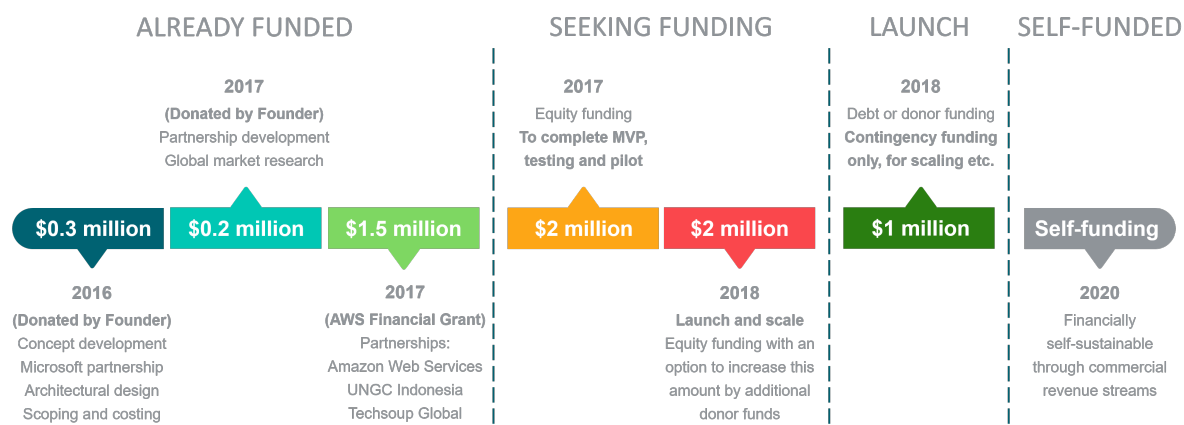 ALREADY FUNDED
SEEKING FUNDING
LAUNCH
SELF-FUNDED
2017
(Donated by Founder)
Partnership development
Global market research
2017
Equity funding
To complete MVP,
testing and pilot
2018
Debt or donor funding
Contingency funding
only, for scaling etc.
$0.3 million
$0.2 million
$1.5 million
$2 million
$2 million
$1 million
Self-funding
2016
(Donated by Founder)
Concept development
Microsoft partnership
Architectural design
Scoping and costing
2017
(AWS Financial Grant)
Partnerships:
Amazon Web Services
UNGC Indonesia
Techsoup Global
2018
Launch and scale
Equity funding with an
option to increase this
amount by additional
donor funds
2020
Financially
self-sustainable
through commercial
revenue streams